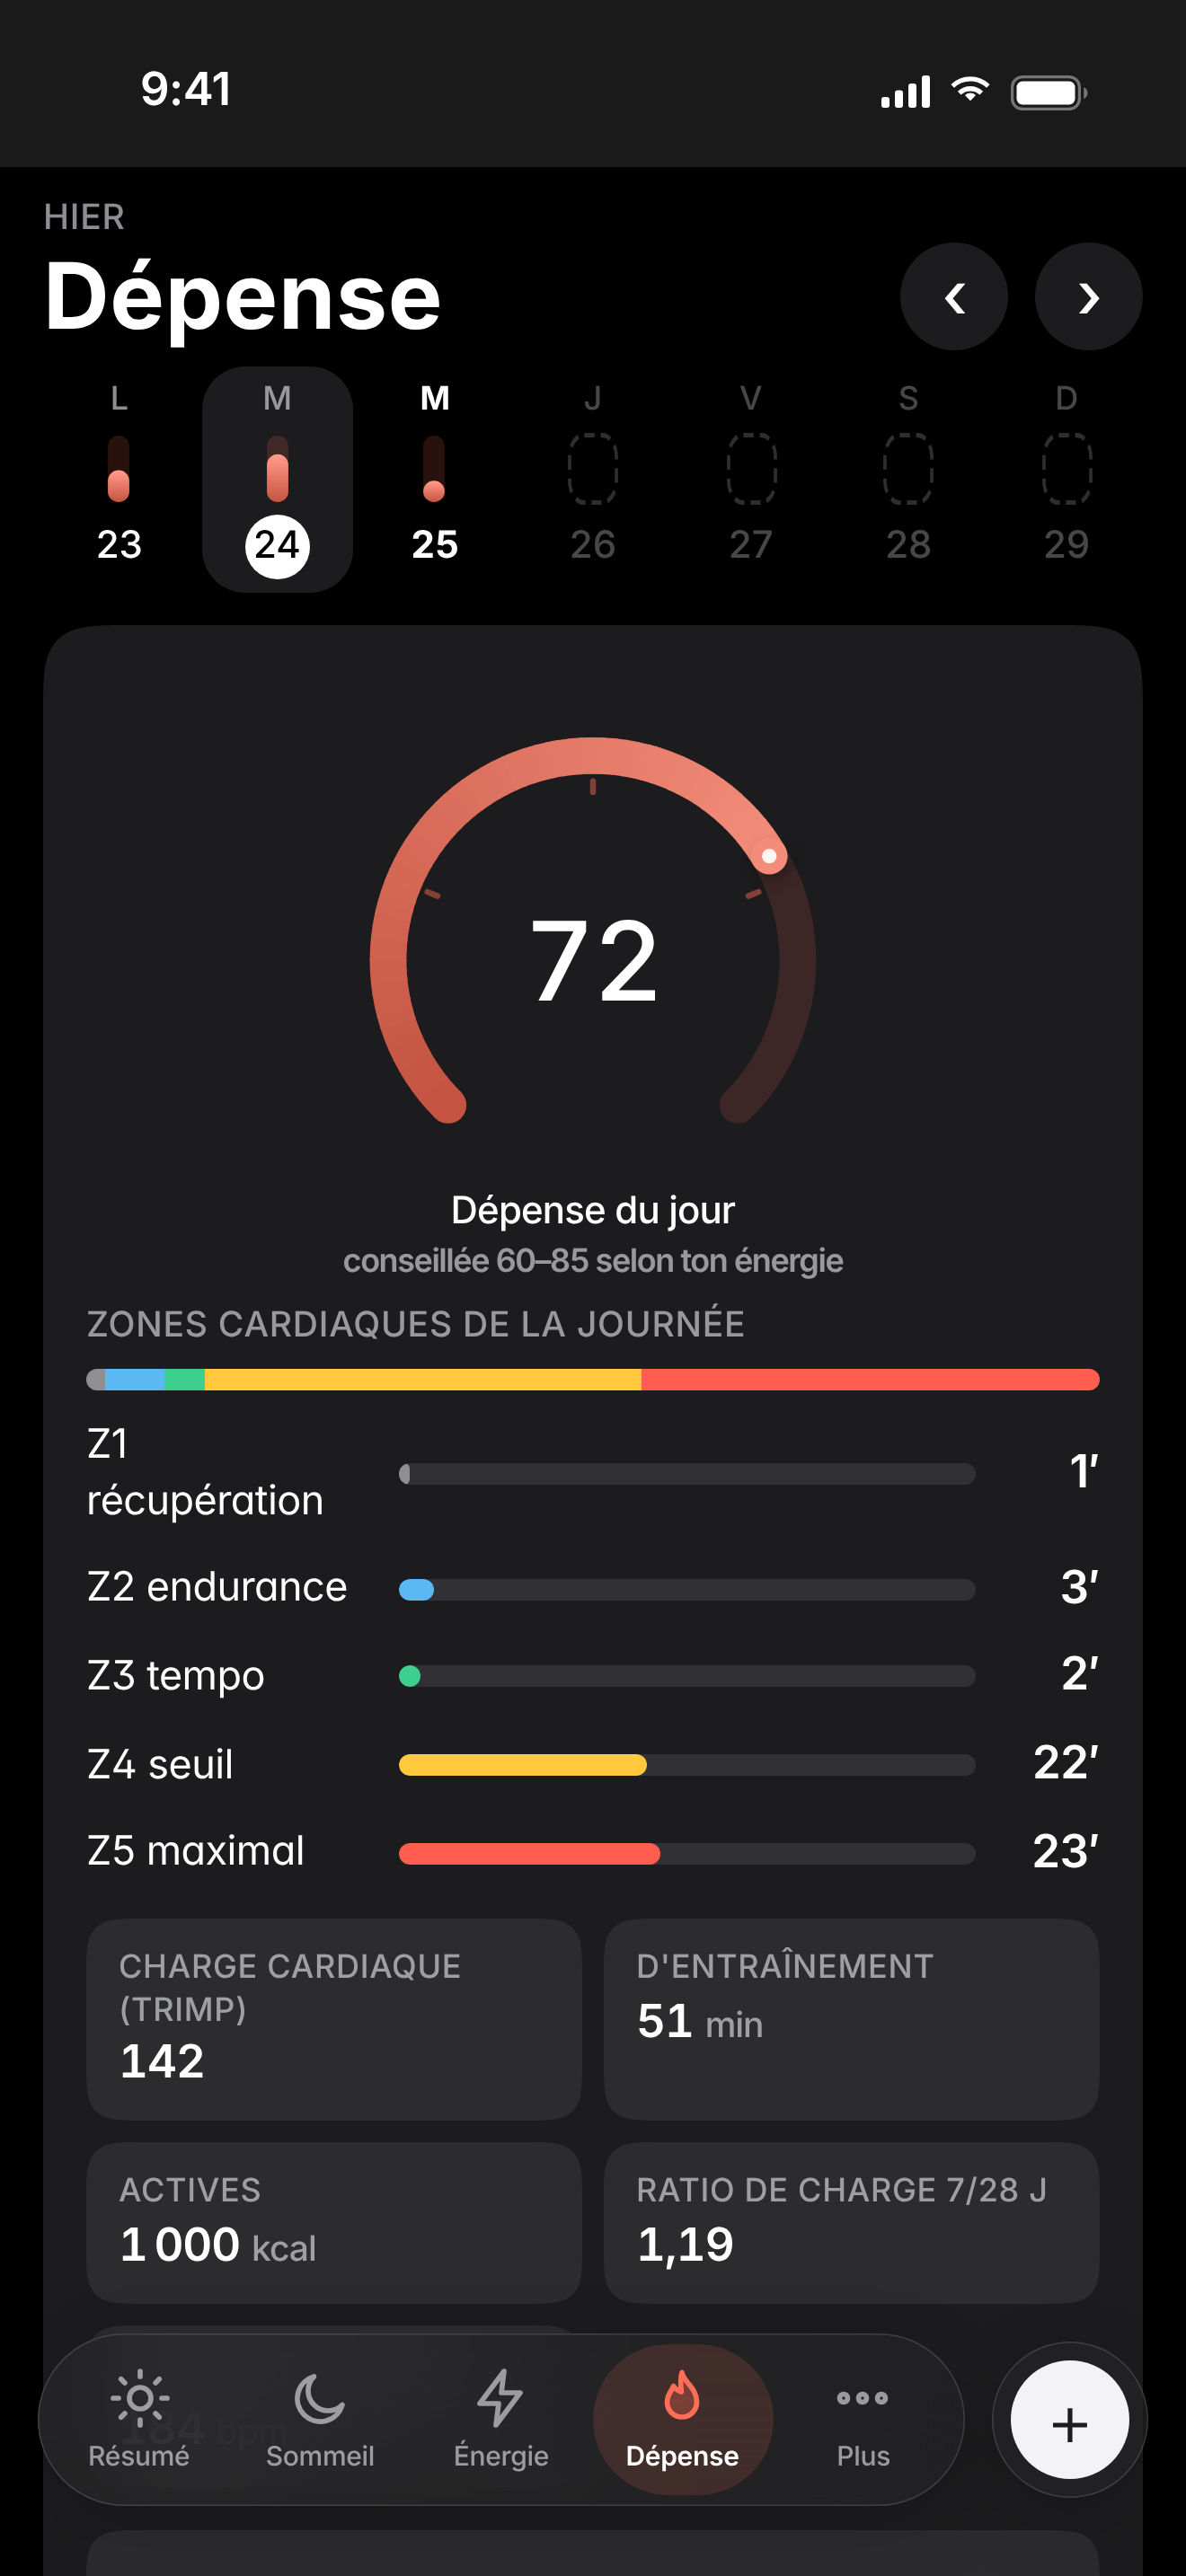 9:41
HIER
Dépense
L M M J V S D
23 24 25 26 27 28 29
72
Dépense du jour
conseillée 60–85 selon ton énergie
ZONES CARDIAQUES DE LA JOURNÉE
Z1
récupération
1′
Z2 endurance 3′
Z3 tempo 2′
Z4 seuil 22′
Z5 maximal 23′
CHARGE CARDIAQUE
(TRIMP)
142
D'ENTRAÎNEMENT
51 min
ACTIVES
1 000 kcal
RATIO DE CHARGE 7/28 J
1,19
184 bpm
Résumé Sommeil Énergie Dépense Plus